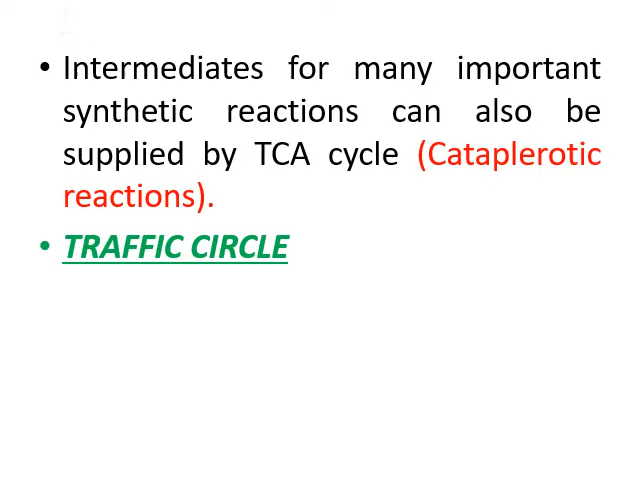 • Intermediates for many important
synthetic reactions can also be
supplied by TCA cycle (Cataplerotic
reactions).
• TRAFFIC CIRCLE